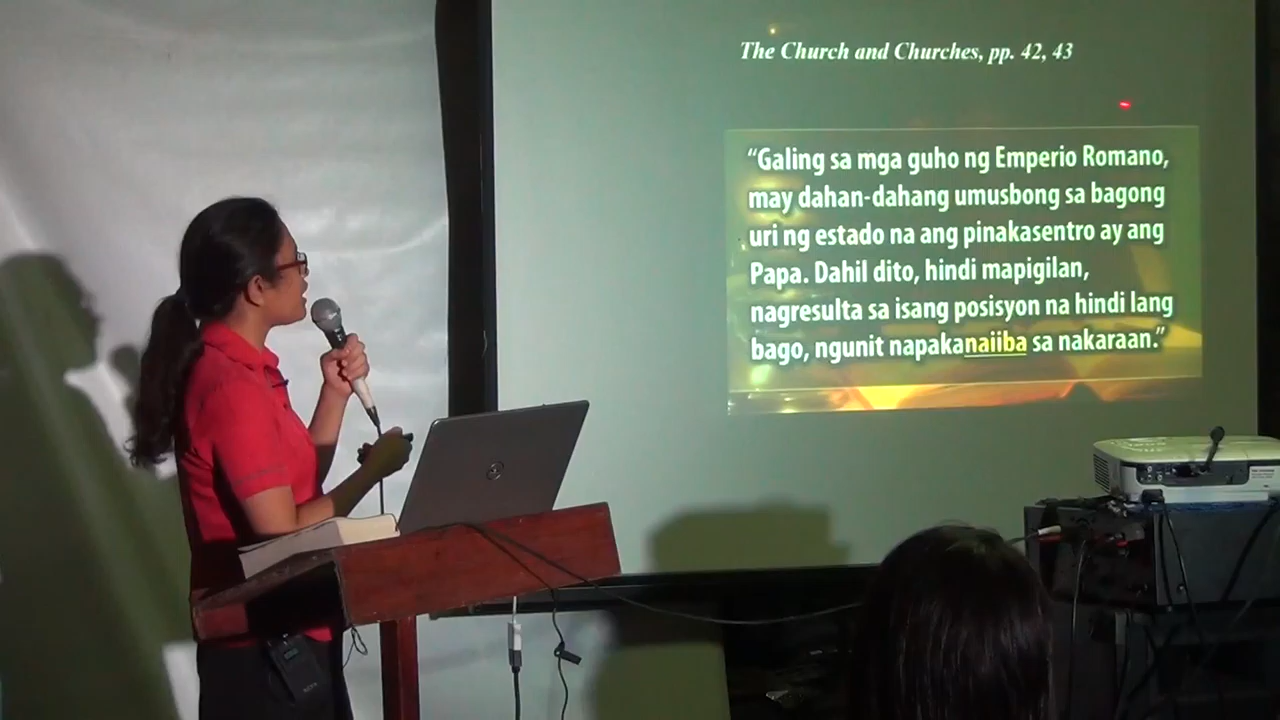 The Church and Churches, pp. 42, 43
“Galing sa mga guho ng Emperio Romano,
may dahan-dahang umusbong sa bagong
uri ng estado na ang pinakasentro ay ang
Papa. Dahil dito, hindi mapigilan,
nagresulta sa isang posisyon na hindi lang
bago, ngunit napakanaiiba sa nakaraan.”